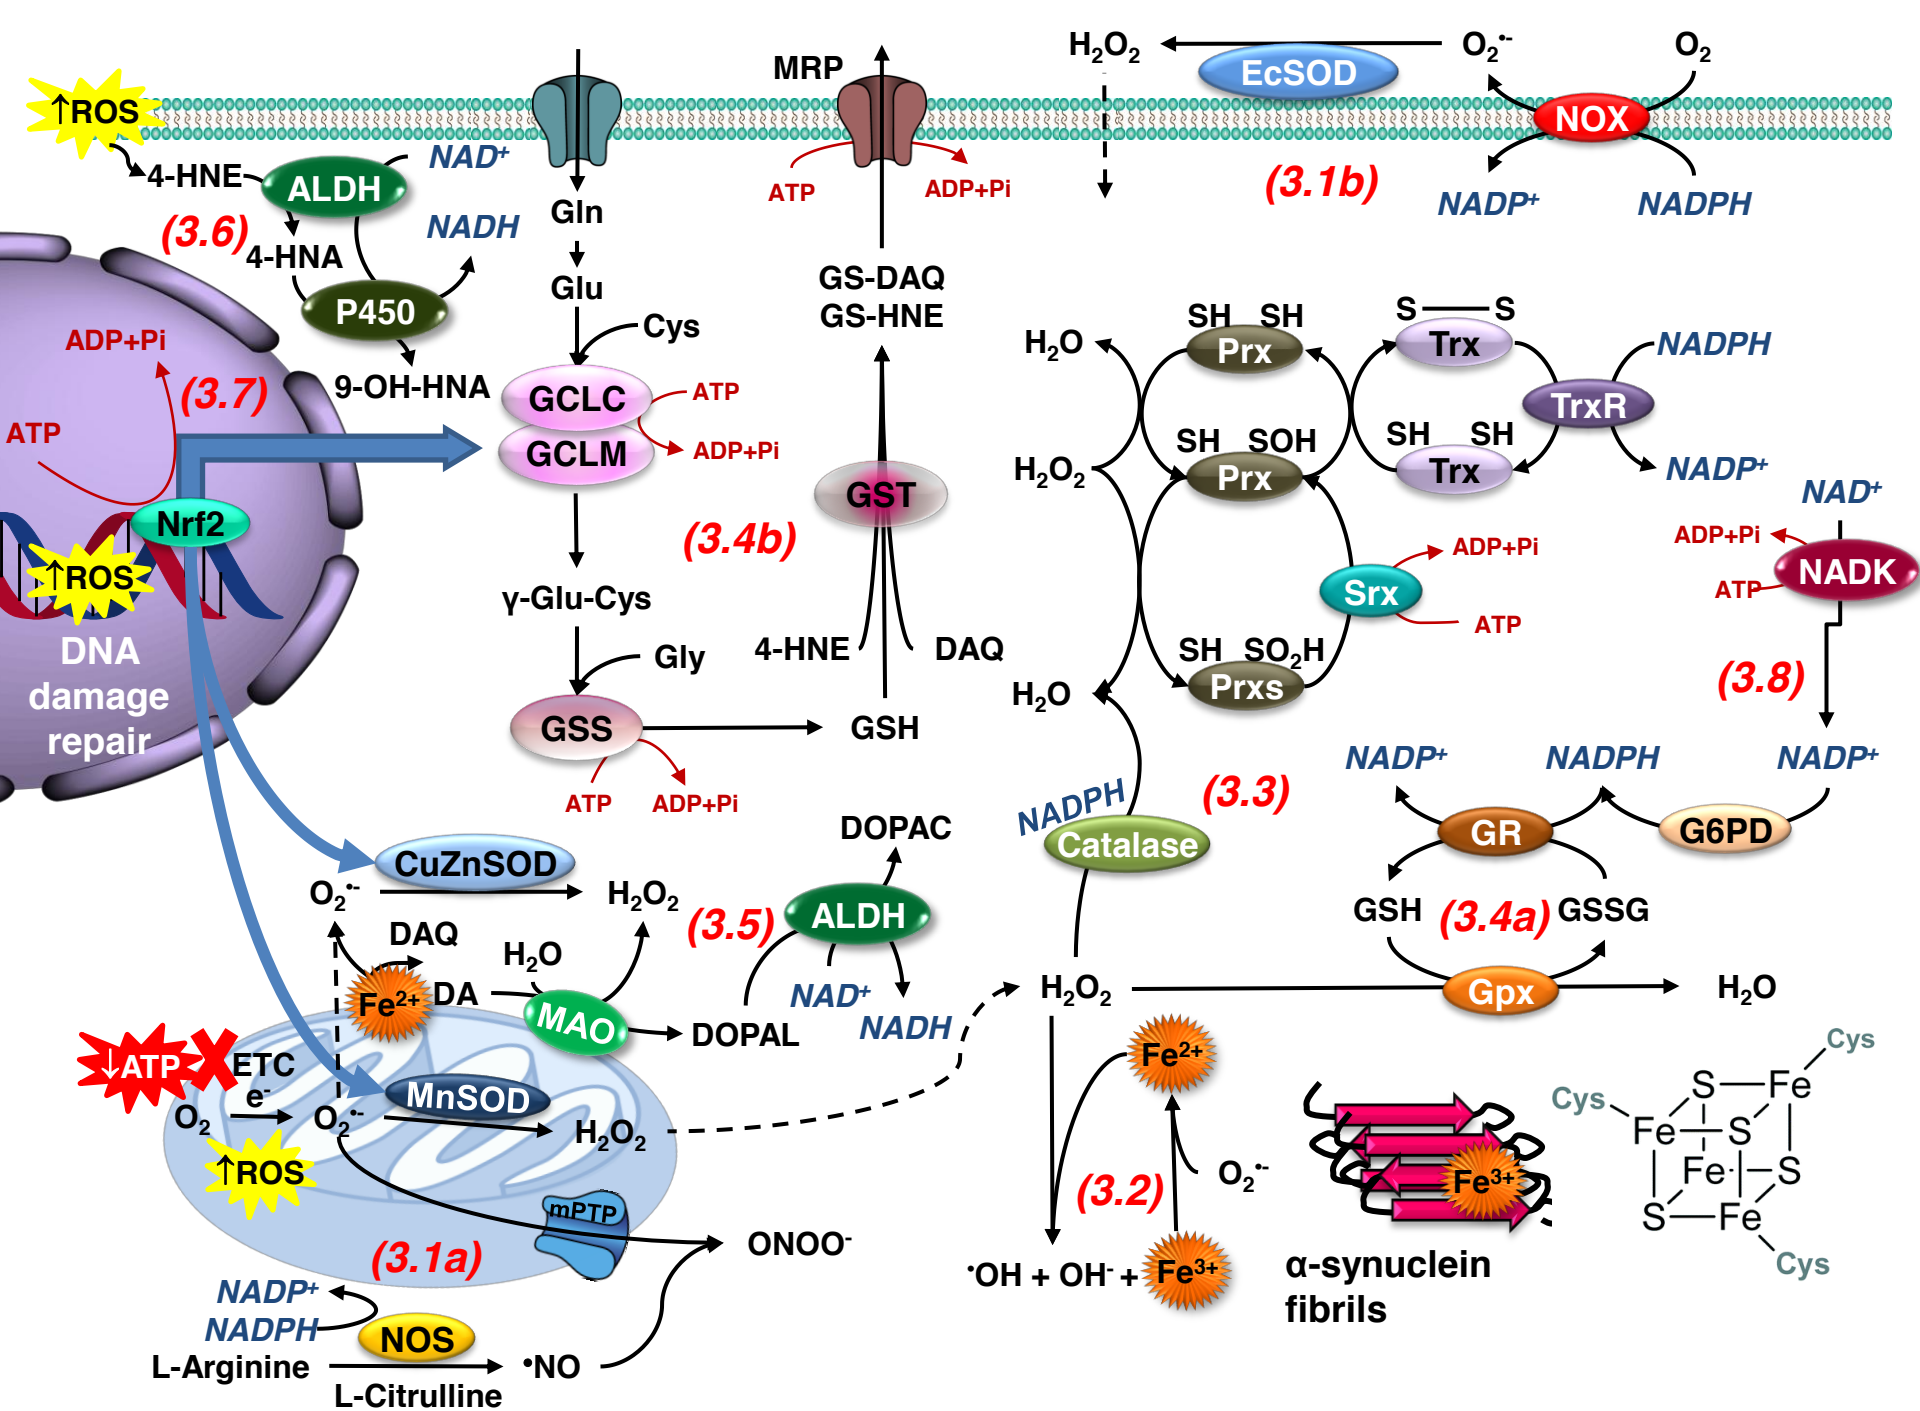 ↑ROS
4-HNE
ALDH
NAD⁺
(3.6)
4-HNA
NADH
P450
9-OH-HNA
ADP+Pi
(3.7)
ATP
Nrf2
↑ROS
DNA
damage
repair
Gln
Glu
Cys
GCLC
GCLM
ATP
ADP+Pi
γ-Glu-Cys
Gly
GSS
ATP
ADP+Pi
(3.4b)
MRP
ATP
ADP+Pi
GS-DAQ
GS-HNE
GST
4-HNE
DAQ
GSH
H₂O₂
EcSOD
O₂•-
O₂
NOX
(3.1b)
NADP⁺
NADPH
H₂O
SH SH
Prx
S S
Trx
NADPH
TrxR
H₂O₂
SH SOH
Prx
SH SH
Trx
NADP⁺
Srx
ADP+Pi
ATP
SH SO₂H
Prxs
H₂O
NAD⁺
ADP+Pi
NADK
ATP
(3.8)
NADP⁺
NADPH
NADP⁺
(3.3)
NADPH
Catalase
GR
G6PD
GSH
(3.4a)
GSSG
H₂O₂
Gpx
H₂O
CuZnSOD
O₂•-
H₂O₂
DOPAC
(3.5)
ALDH
DAQ
H₂O
Fe²⁺
DA
MAO
DOPAL
NAD⁺
NADH
↓ATP
ETC
e⁻
O₂
O₂•-
MnSOD
H₂O₂
↑ROS
mPTP
(3.1a)
ONOO⁻
NADP⁺
NADPH
NOS
L-Arginine
•NO
L-Citrulline
Fe²⁺
(3.2)
O₂•-
•OH + OH⁻ + Fe³⁺
Fe³⁺
α-synuclein
fibrils
Cys
S Fe
Cys
Fe S
Fe S
S Fe
Cys